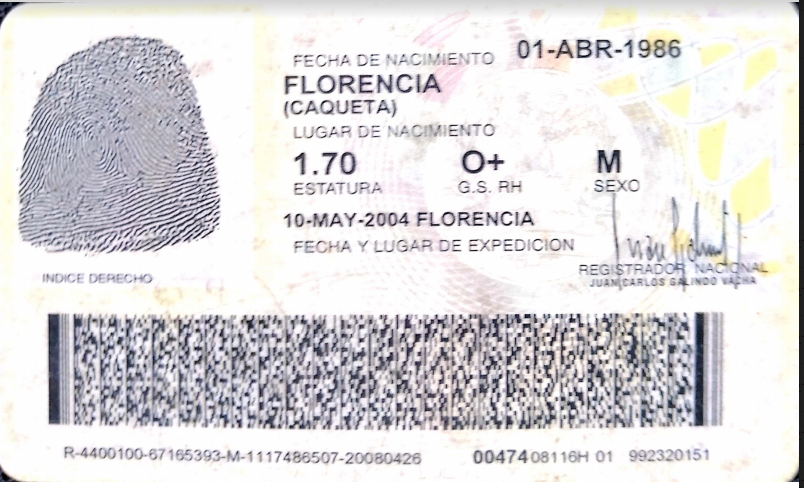 FECHA DE NACIMIENTO 01-ABR-1986
FLORENCIA
(CAQUETA)
LUGAR DE NACIMIENTO
1.70 O+ M
ESTATURA G.S. RH SEXO
10-MAY-2004 FLORENCIA
FECHA Y LUGAR DE EXPEDICION
INDICE DERECHO
REGISTRADOR NACIONAL
JUAN CARLOS GALINDO VACHA
R-4400100-67165393-M-1117486507-20080426 0047408116H 01 992320151